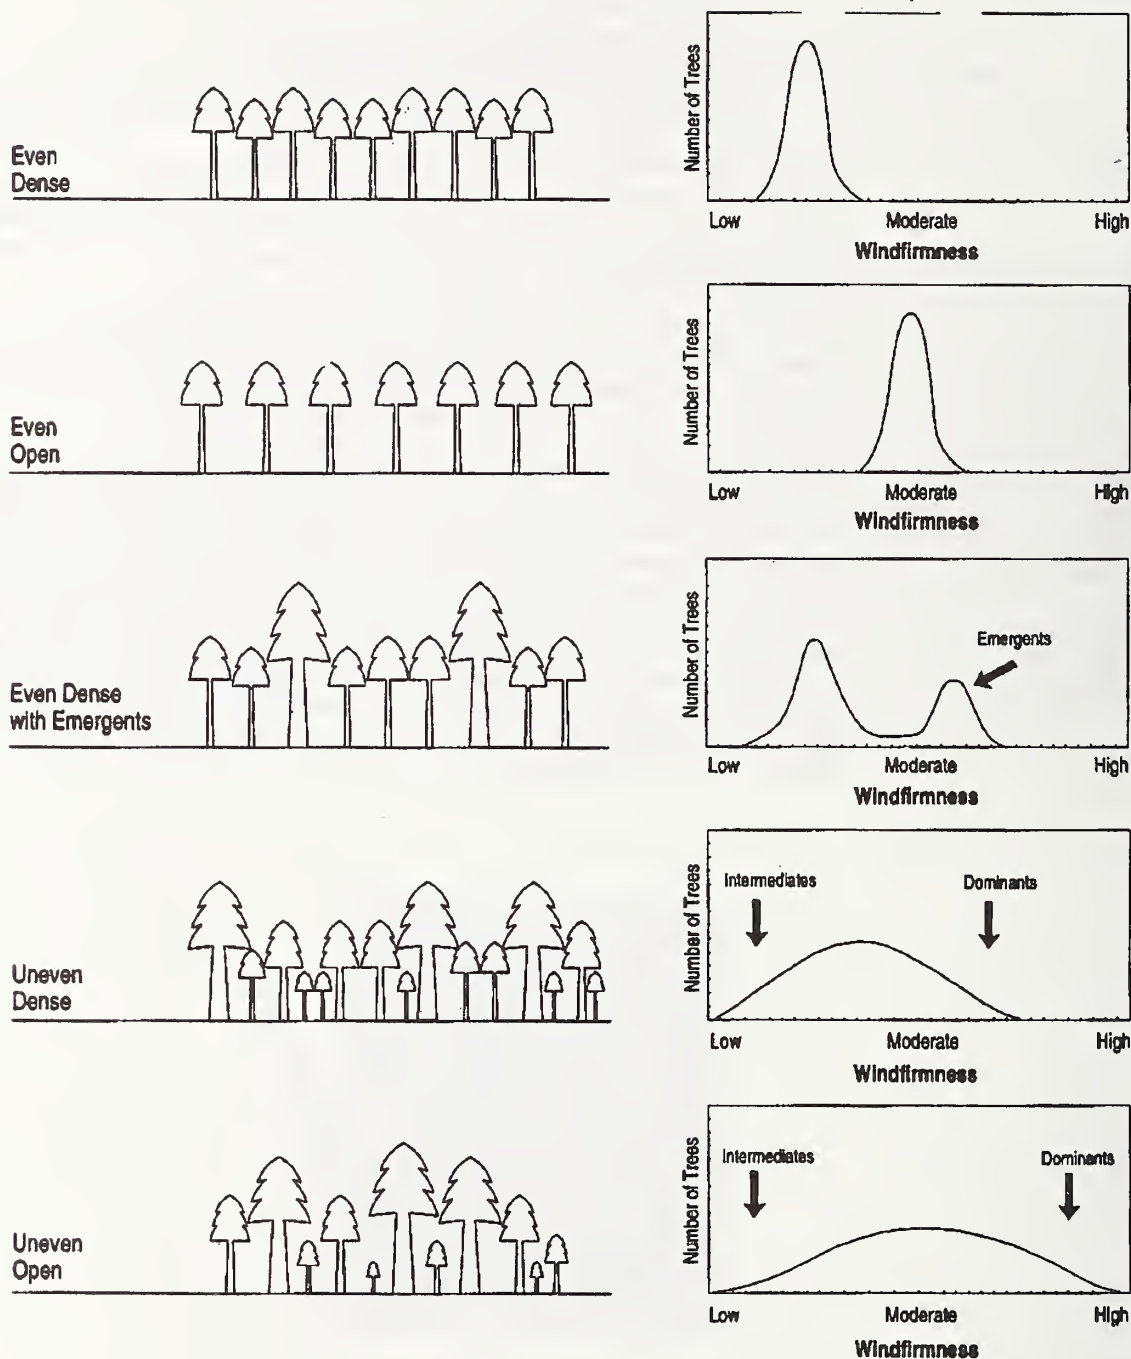 Even
Dense
Number of Trees
Low Moderate High
Windfirmness
Even
Open
Number of Trees
Low Moderate High
Windfirmness
Even Dense
with Emergents
Number of Trees
Emergents
Low Moderate High
Windfirmness
Uneven
Dense
Number of Trees
Intermediates Dominants
Low Moderate High
Windfirmness
Uneven
Open
Number of Trees
Intermediates Dominants
Low Moderate High
Windfirmness